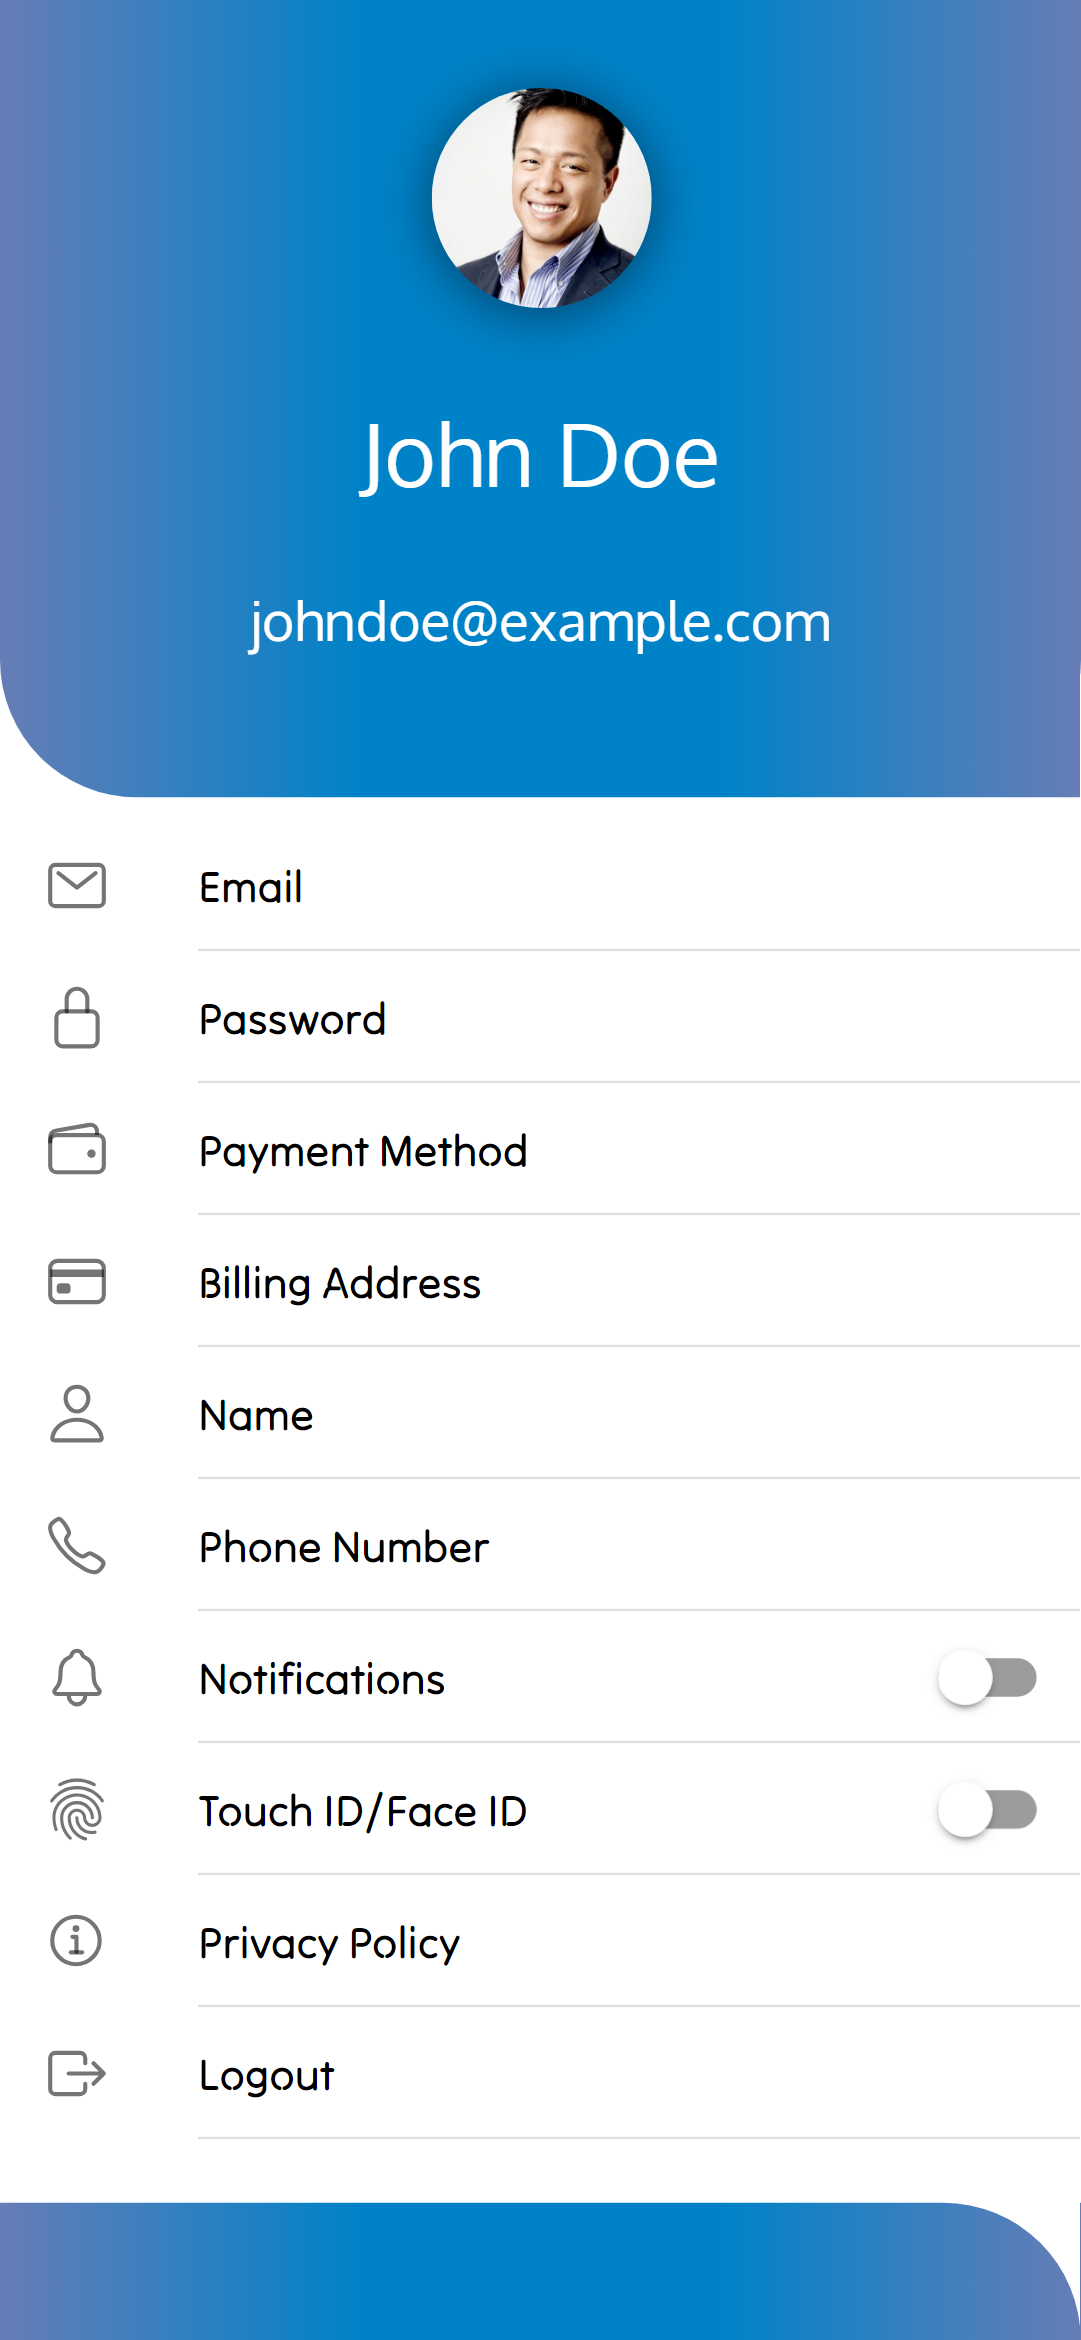 John Doe
johndoe@example.com
Email
Password
Payment Method
Billing Address
Name
Phone Number
Notifications
Touch ID/Face ID
Privacy Policy
Logout